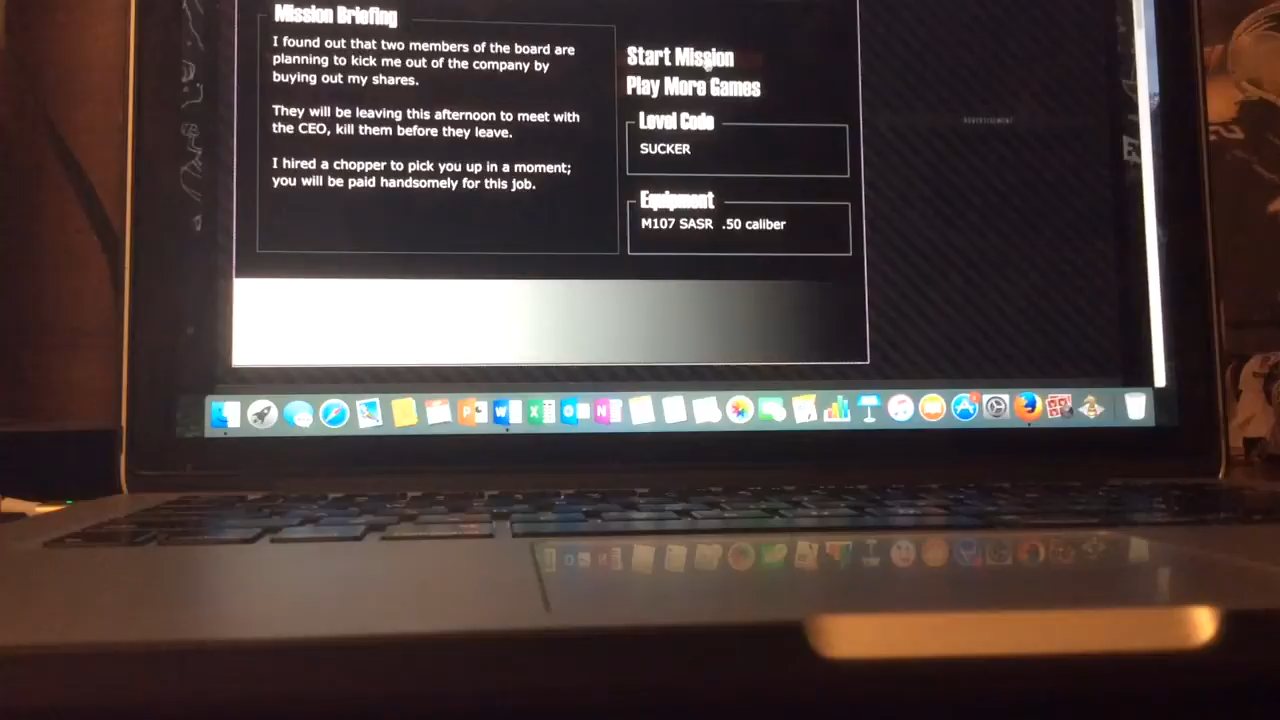 Mission Briefing
I found out that two members of the board are
planning to kick me out of the company by
buying out my shares.
They will be leaving this afternoon to meet with
the CEO, kill them before they leave.
I hired a chopper to pick you up in a moment;
you will be paid handsomely for this job.
Start Mission
Play More Games
Level Code
SUCKER
Equipment
M107 SASR .50 caliber
ADVERTISEMENT